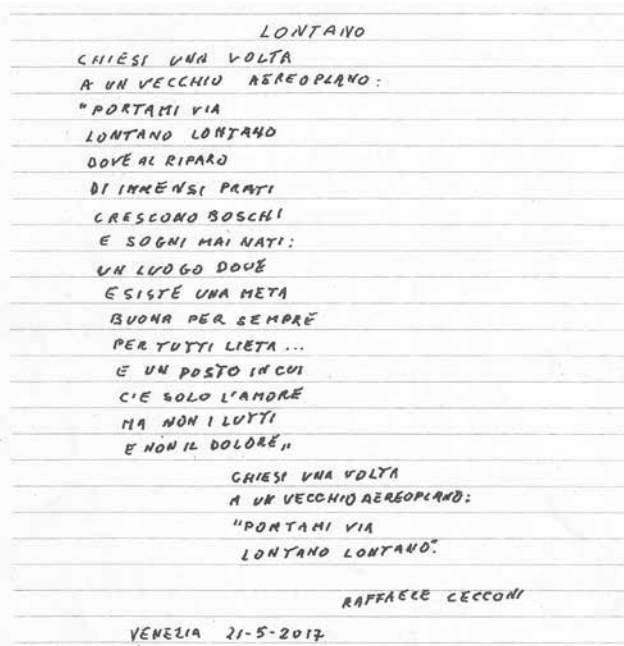 LONTANO
CHIESI UNA VOLTA
A UN VECCHIO AEREOPLANO:
"PORTAMI VIA
LONTANO LONTANO
DOVE AL RIPARO
DI IMMENSI PRATI
CRESCONO BOSCHI
E SOGNI MAI NATI:
UN LUOGO DOVE
ESISTE UNA META
BUONA PER SEMPRE
PER TUTTI LIETA...
E UN POSTO IN CUI
C'E SOLO L'AMORE
MA NON I LUTTI
E NON IL DOLORE„
CHIESI UNA VOLTA
A UN VECCHIO AEREOPLANO:
"PORTAMI VIA
LONTANO LONTANO".
RAFFAELE CECCONI
VENEZIA 21-5-2017